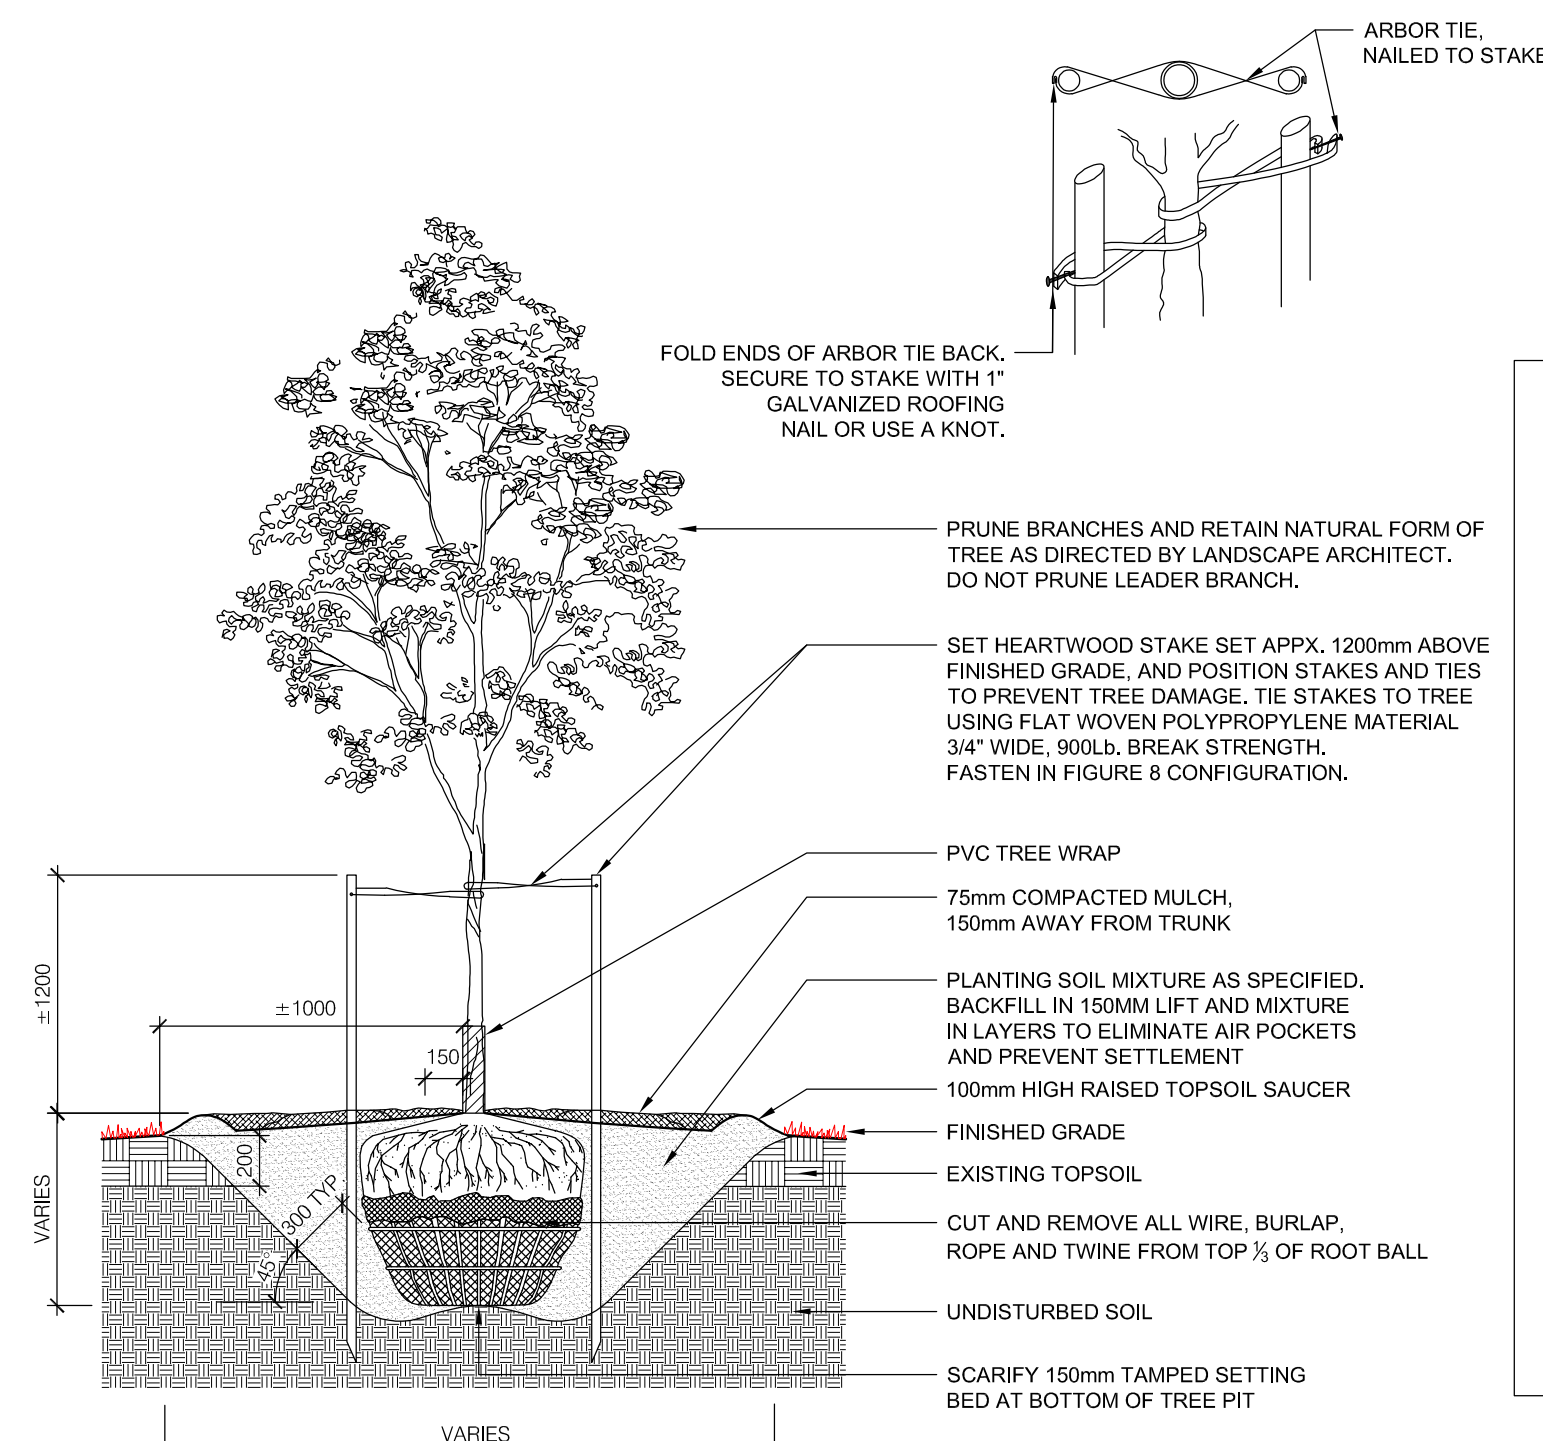 ARBOR TIE,
NAILED TO STAKE
FOLD ENDS OF ARBOR TIE BACK.
SECURE TO STAKE WITH 1"
GALVANIZED ROOFING
NAIL OR USE A KNOT.
PRUNE BRANCHES AND RETAIN NATURAL FORM OF
TREE AS DIRECTED BY LANDSCAPE ARCHITECT.
DO NOT PRUNE LEADER BRANCH.
SET HEARTWOOD STAKE SET APPX. 1200mm ABOVE
FINISHED GRADE, AND POSITION STAKES AND TIES
TO PREVENT TREE DAMAGE. TIE STAKES TO TREE
USING FLAT WOVEN POLYPROPYLENE MATERIAL
3/4" WIDE, 900Lb. BREAK STRENGTH.
FASTEN IN FIGURE 8 CONFIGURATION.
PVC TREE WRAP
75mm COMPACTED MULCH,
150mm AWAY FROM TRUNK
PLANTING SOIL MIXTURE AS SPECIFIED.
BACKFILL IN 150MM LIFT AND MIXTURE
IN LAYERS TO ELIMINATE AIR POCKETS
AND PREVENT SETTLEMENT
100mm HIGH RAISED TOPSOIL SAUCER
FINISHED GRADE
EXISTING TOPSOIL
CUT AND REMOVE ALL WIRE, BURLAP,
ROPE AND TWINE FROM TOP ⅓ OF ROOT BALL
UNDISTURBED SOIL
SCARIFY 150mm TAMPED SETTING
BED AT BOTTOM OF TREE PIT
±1200
±1000
150
VARIES
200
300 TYP.
45°
VARIES